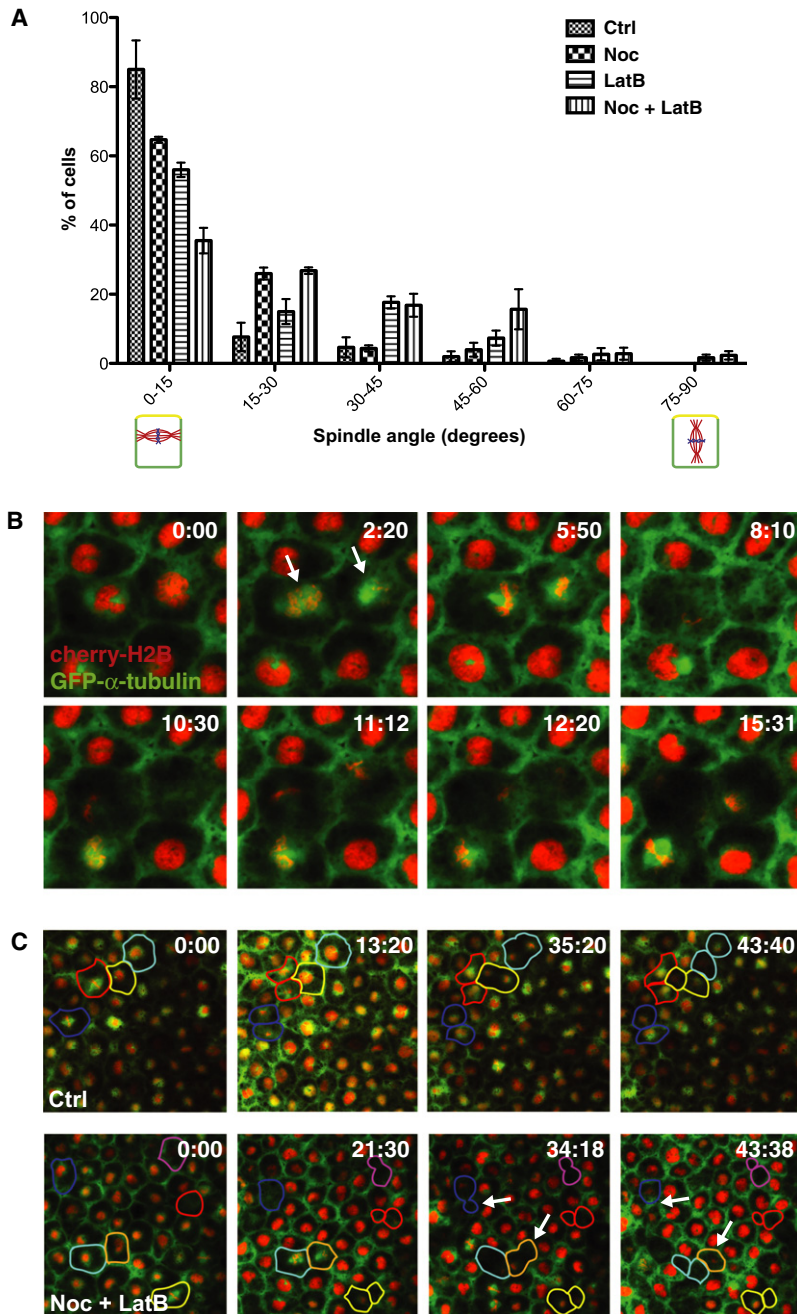 A
100
80
60
40
20
0
% of cells
Ctrl
Noc
LatB
Noc + LatB
0-15
15-30
30-45
45-60
60-75
75-90
Spindle angle (degrees)
B
0:00
2:20
5:50
8:10
cherry-H2B
GFP-α-tubulin
10:30
11:12
12:20
15:31
C
0:00
13:20
35:20
43:40
Ctrl
0:00
21:30
34:18
43:38
Noc + LatB